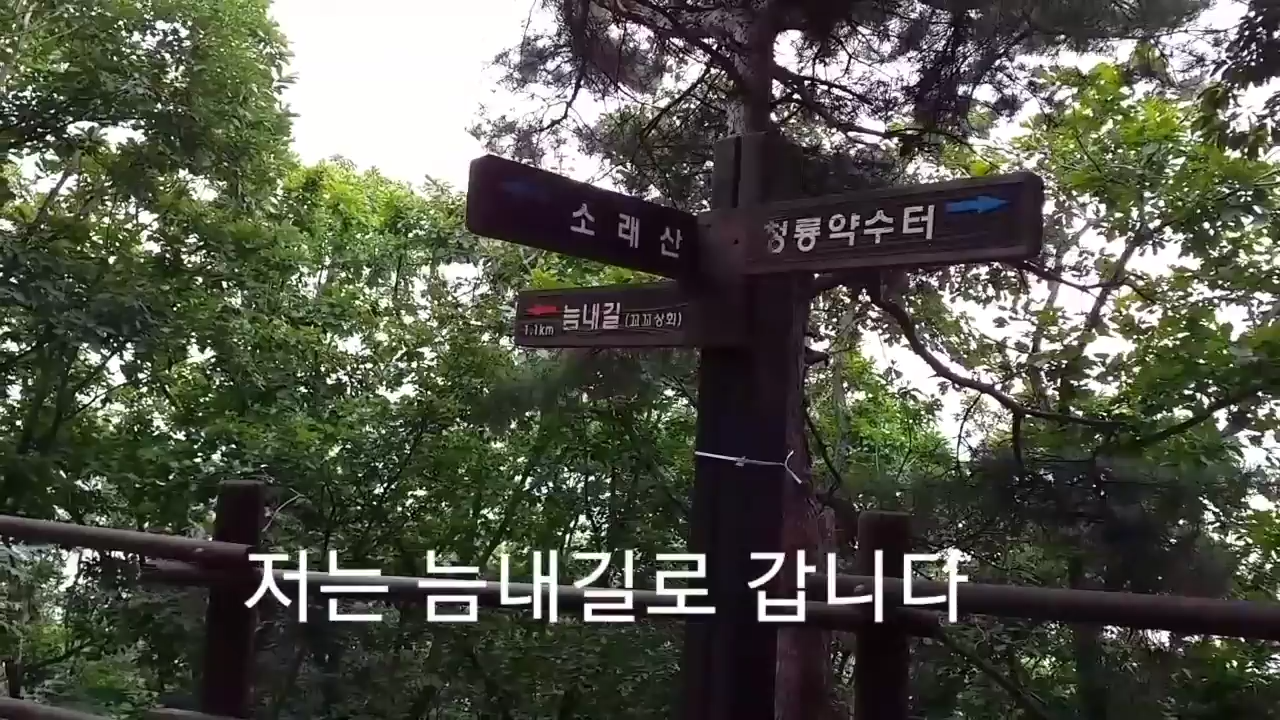 소래산
청룡약수터
늠내길 (꼬꼬상회)
1.1km
저는 늠내길로 갑니다